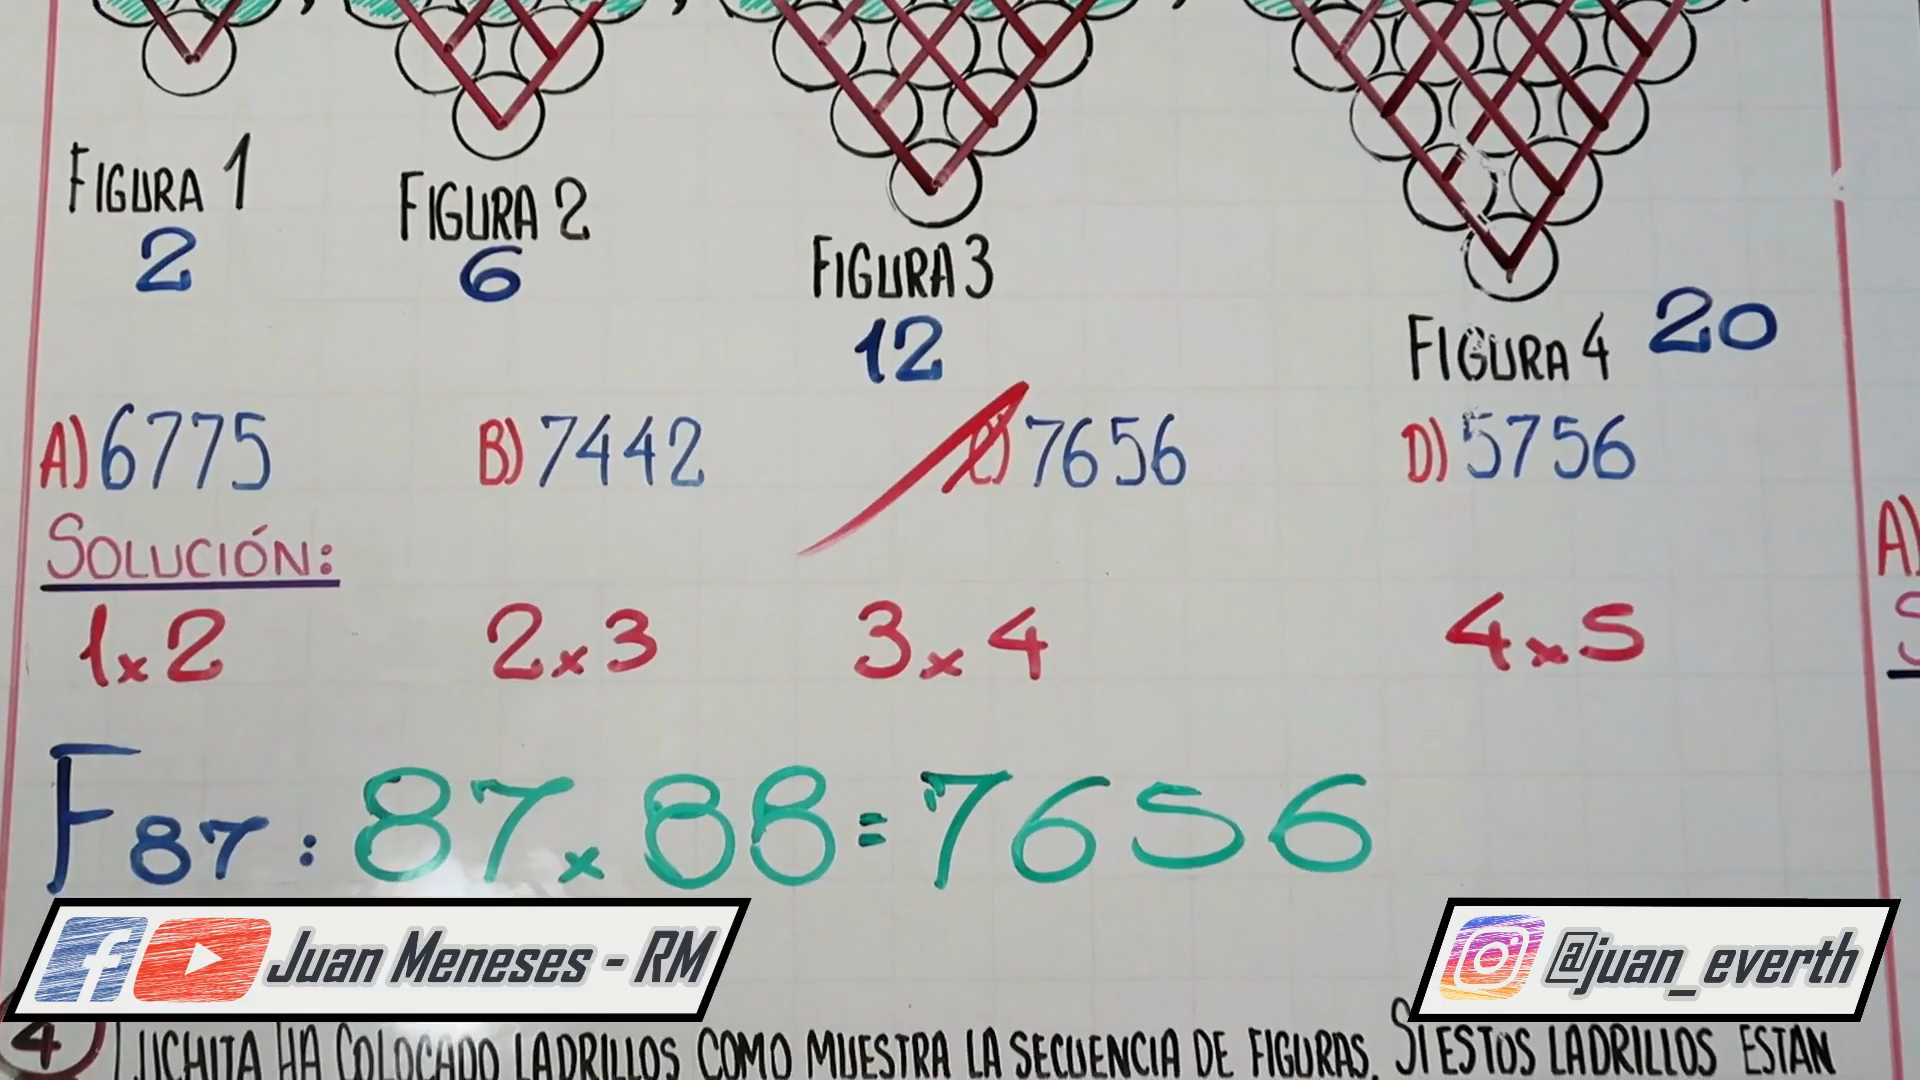 FIGURA 1
2
FIGURA 2
6
FIGURA 3
12
FIGURA 4
20
A) 6775
B) 7442
C) 7656
D) 5756
A)
SOLUCIÓN:
1x2
2x3
3x4
4x5
F87: 87x88=7656
Juan Meneses - RM
@juan_everth
4 LUCHITA HA COLOCADO LADRILLOS COMO MUESTRA LA SECUENCIA DE FIGURAS. SI ESTOS LADRILLOS ESTAN